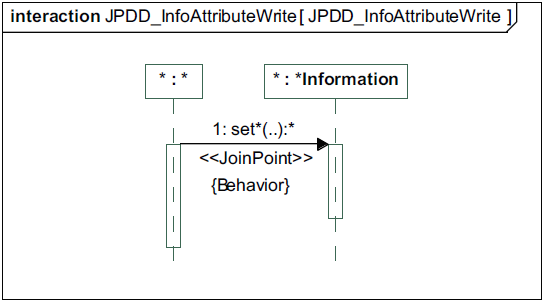 interaction JPDD_InfoAttributeWrite[ JPDD_InfoAttributeWrite ]
* : *
* : *Information
1: set*(..):*
<<JoinPoint>>
{Behavior}